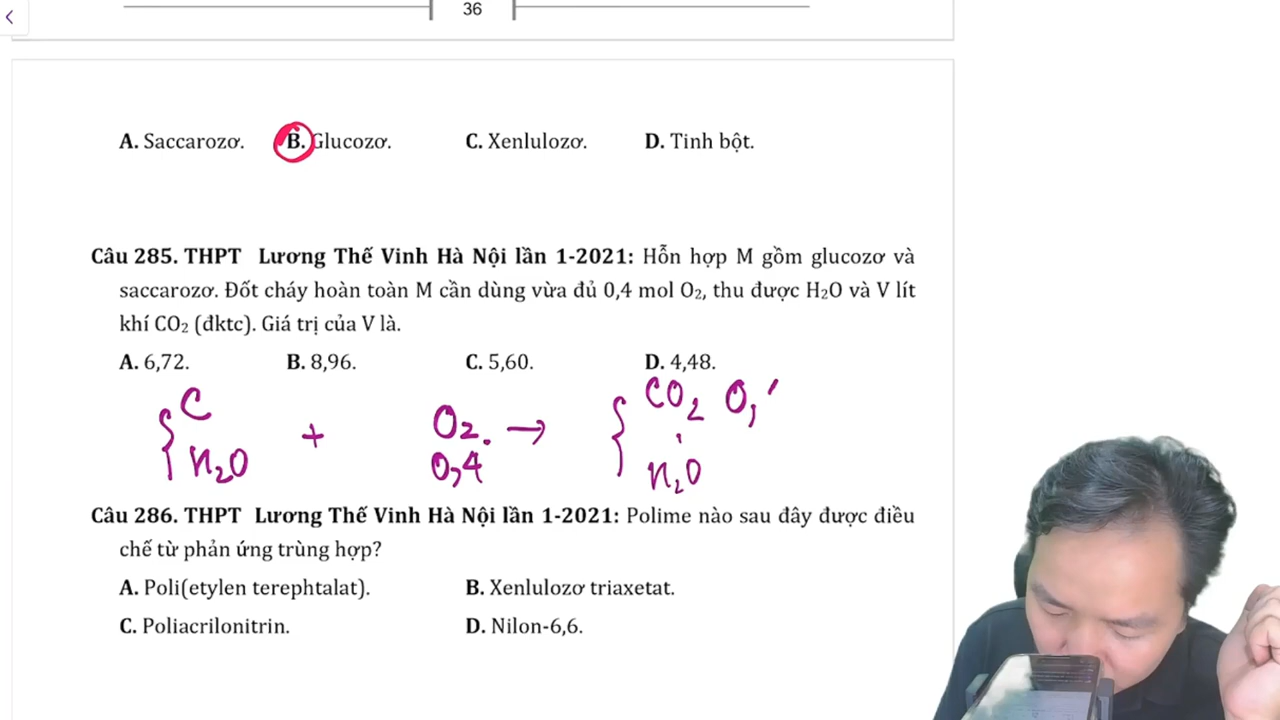 36
A. Saccarozơ. B. Glucozơ. C. Xenlulozơ. D. Tinh bột.
Câu 285. THPT Lương Thế Vinh Hà Nội lần 1-2021: Hỗn hợp M gồm glucozơ và
saccarozơ. Đốt cháy hoàn toàn M cần dùng vừa đủ 0,4 mol O₂, thu được H₂O và V lít
khí CO₂ (đktc). Giá trị của V là.
A. 6,72. B. 8,96. C. 5,60. D. 4,48.
C CO₂ 0,
+ O₂ →
H₂O 0,4 H₂O
Câu 286. THPT Lương Thế Vinh Hà Nội lần 1-2021: Polime nào sau đây được điều
chế từ phản ứng trùng hợp?
A. Poli(etylen terephtalat). B. Xenlulozơ triaxetat.
C. Poliacrilonitrin. D. Nilon-6,6.